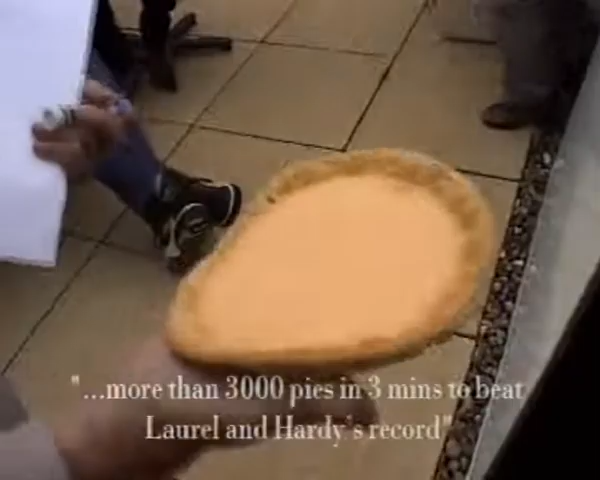 "...more than 3000 pies in 3 mins to beat
Laurel and Hardy's record"